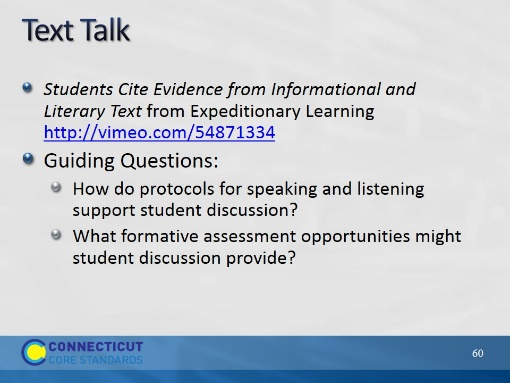 Text Talk
Students Cite Evidence from Informational and
Literary Text from Expeditionary Learning
http://vimeo.com/54871334
Guiding Questions:
How do protocols for speaking and listening
support student discussion?
What formative assessment opportunities might
student discussion provide?
CONNECTICUT
CORE STANDARDS
60